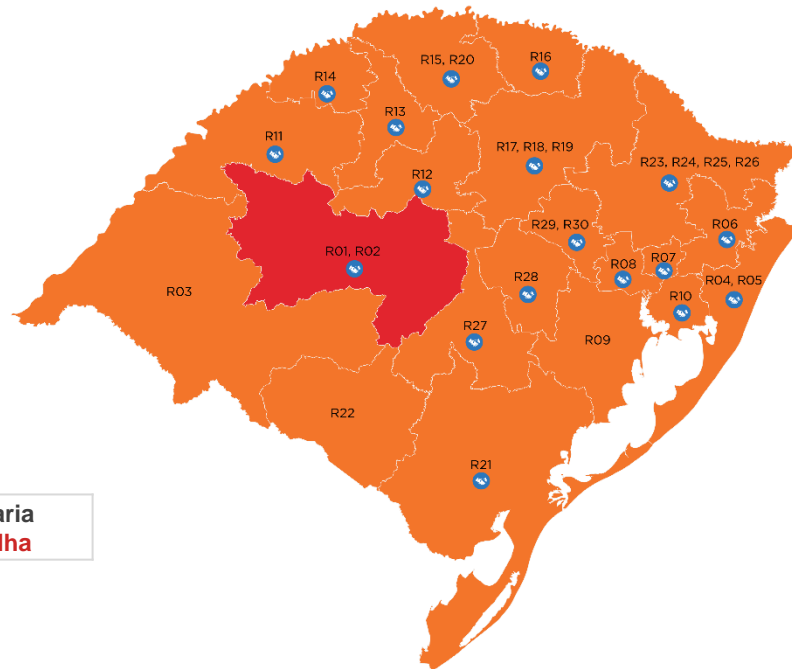 R16
R15, R20
R14
R13
R11
R17, R18, R19
R23, R24, R25, R26
R12
R29, R30
R06
R01, R02
R08
R07
R04, R05
R03
R28
R10
R27
R09
R22
R21
aria
lha